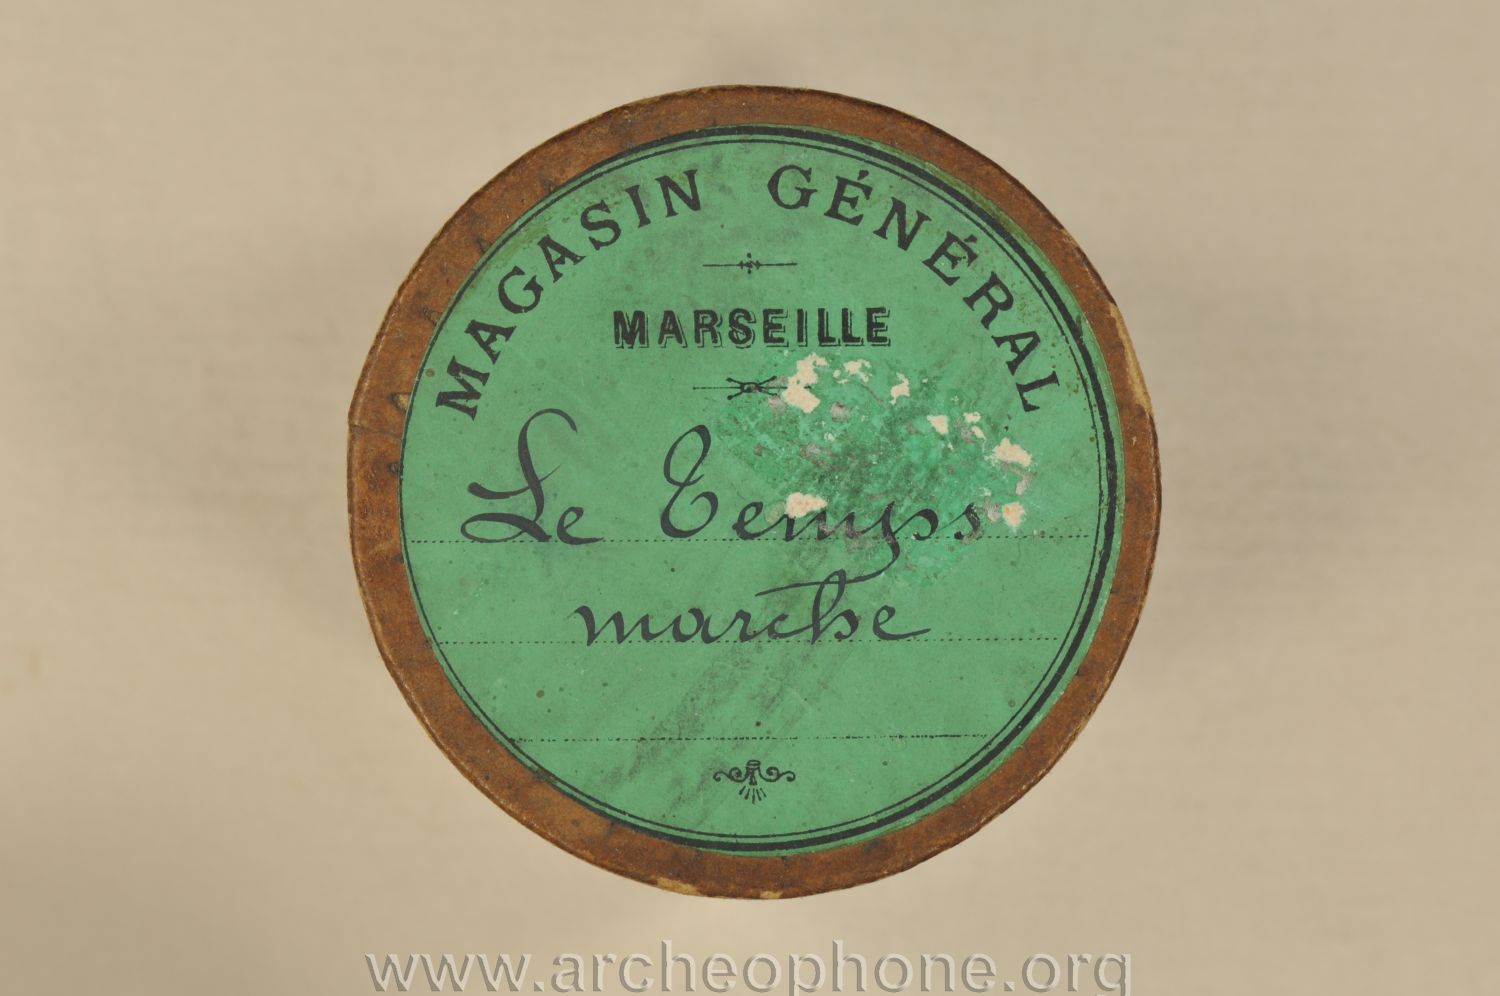 MAGASIN GÉNÉRAL
MARSEILLE
Le Temps
marche
www.archeophone.org